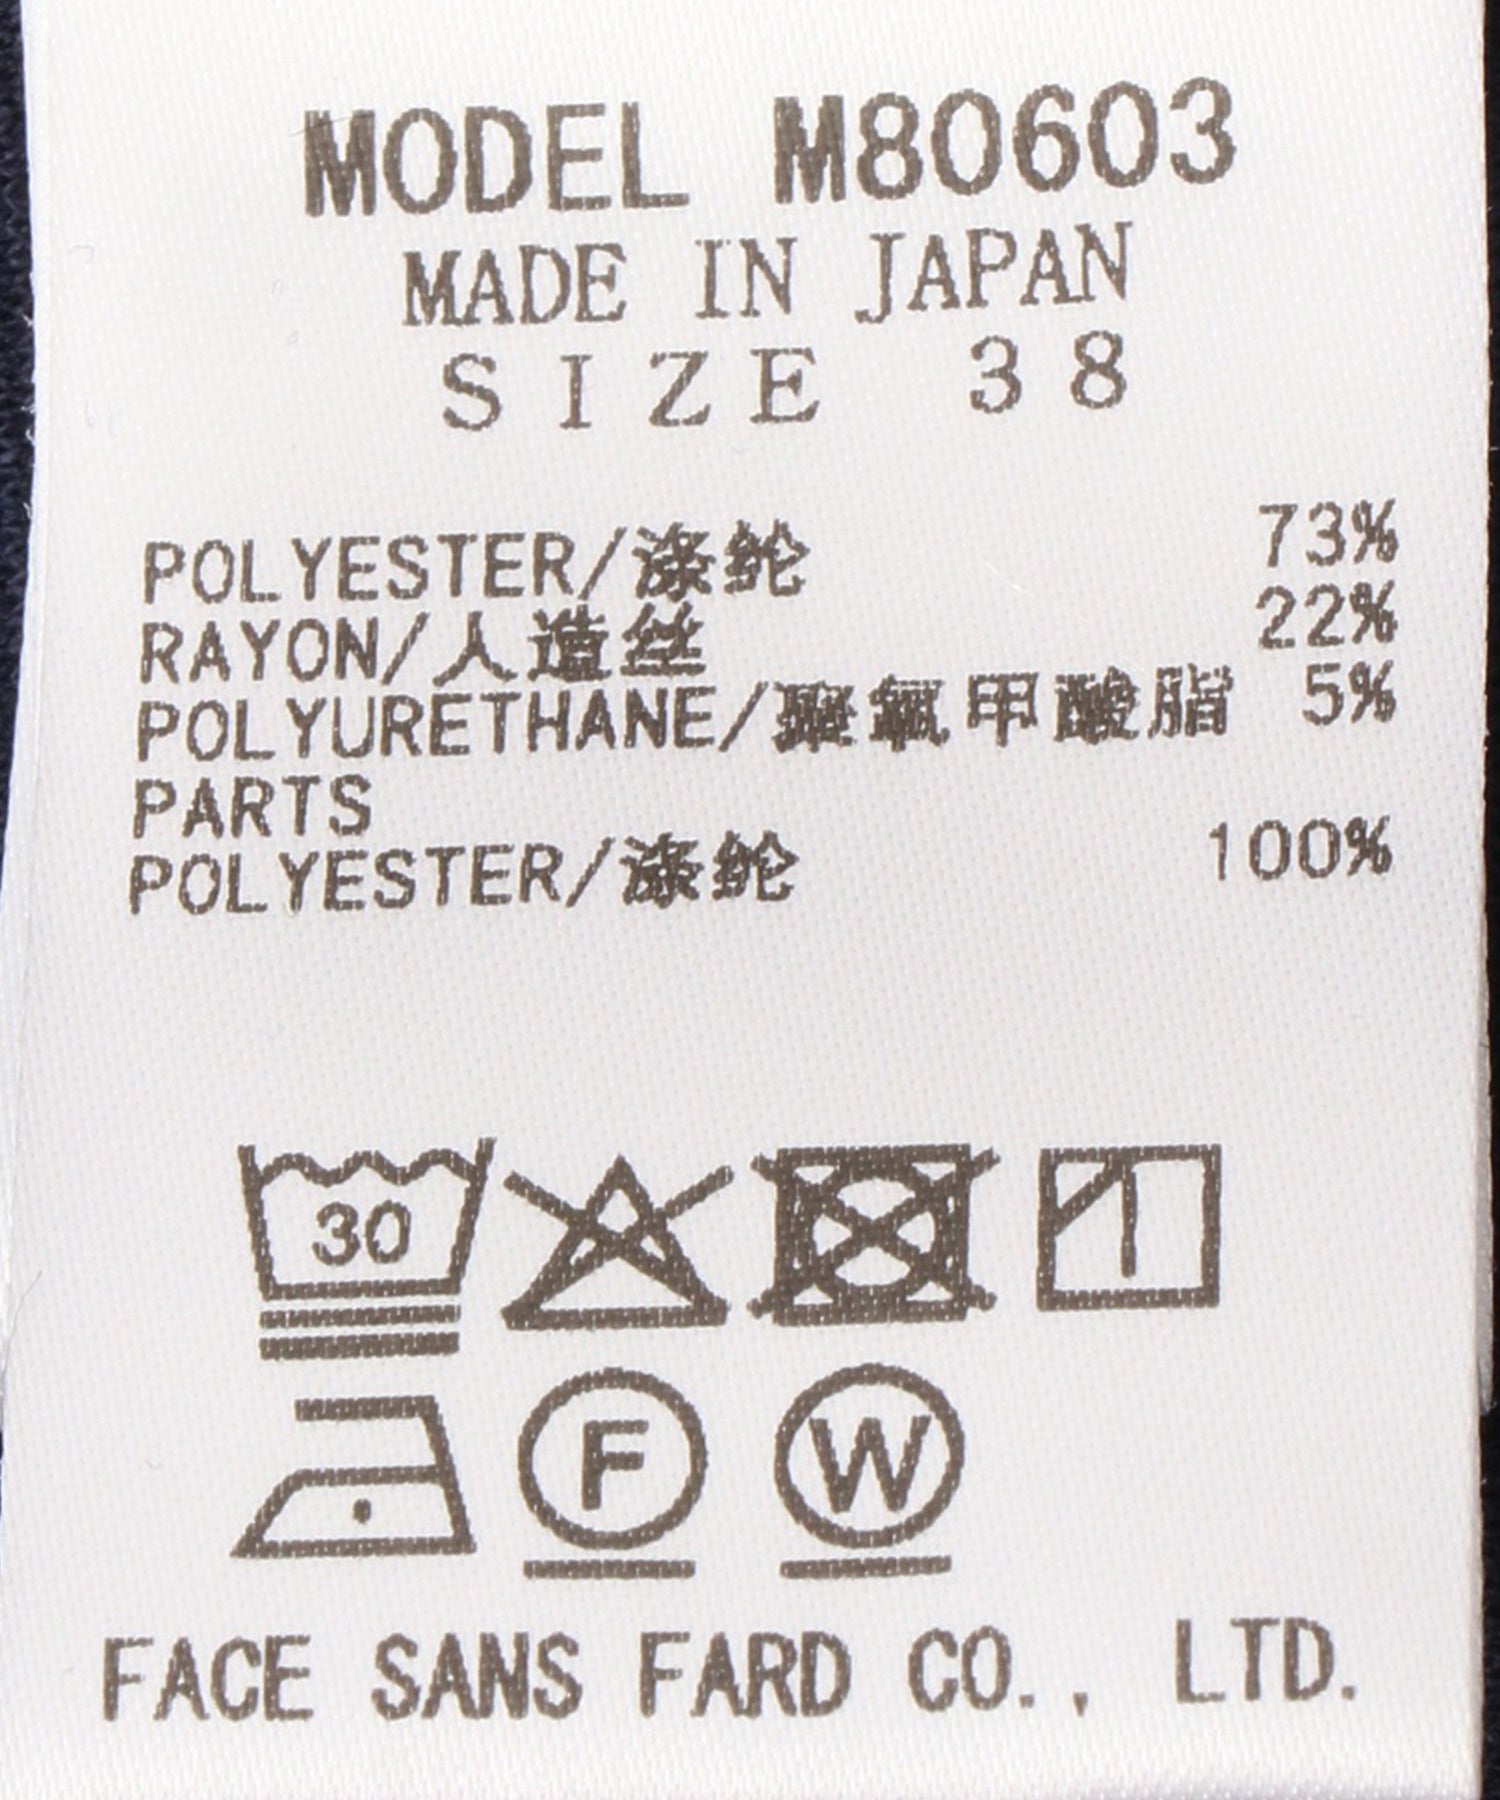 MODEL M80603
MADE IN JAPAN
SIZE 38
POLYESTER/涤纶 73%
RAYON/人造丝 22%
POLYURETHANE/聚氨甲酸脂 5%
PARTS
POLYESTER/涤纶 100%
30
F W
FACE SANS FARD CO., LTD.